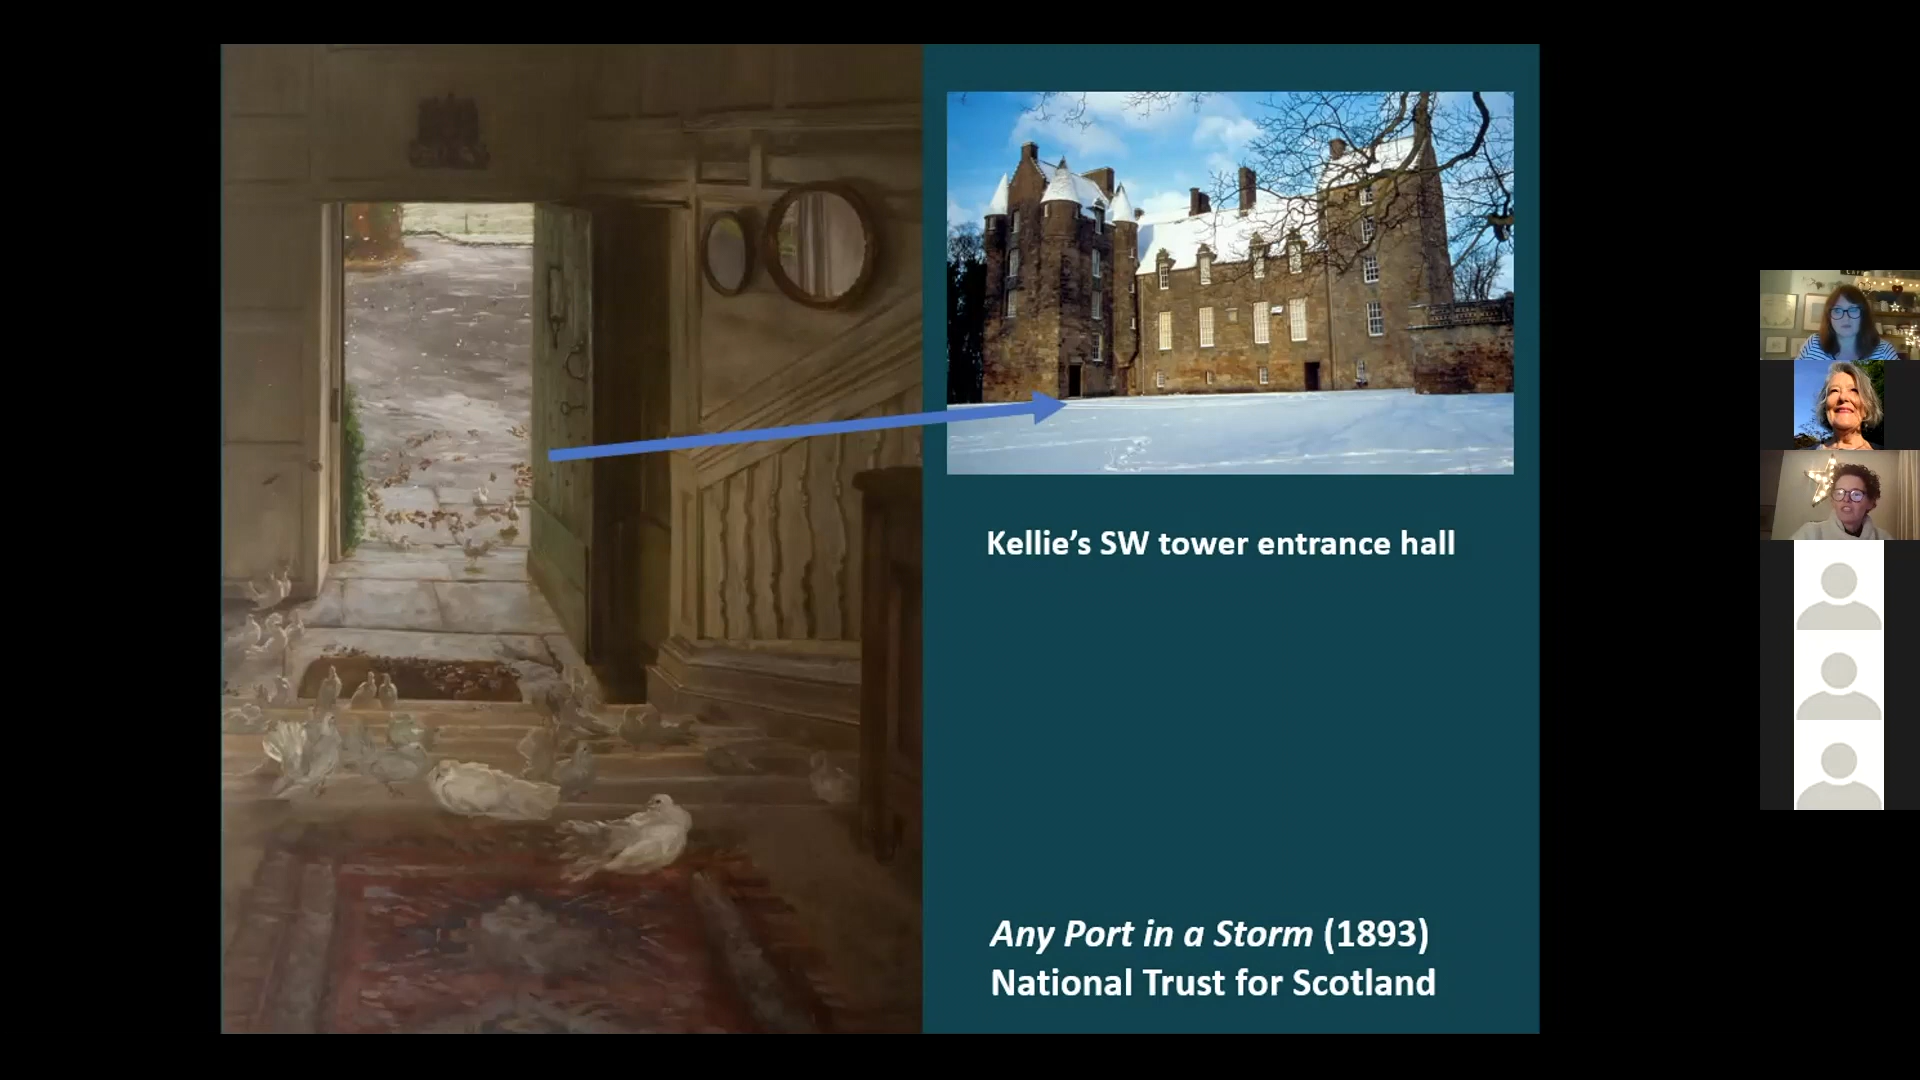 Kellie's SW tower entrance hall
Any Port in a Storm (1893)
National Trust for Scotland